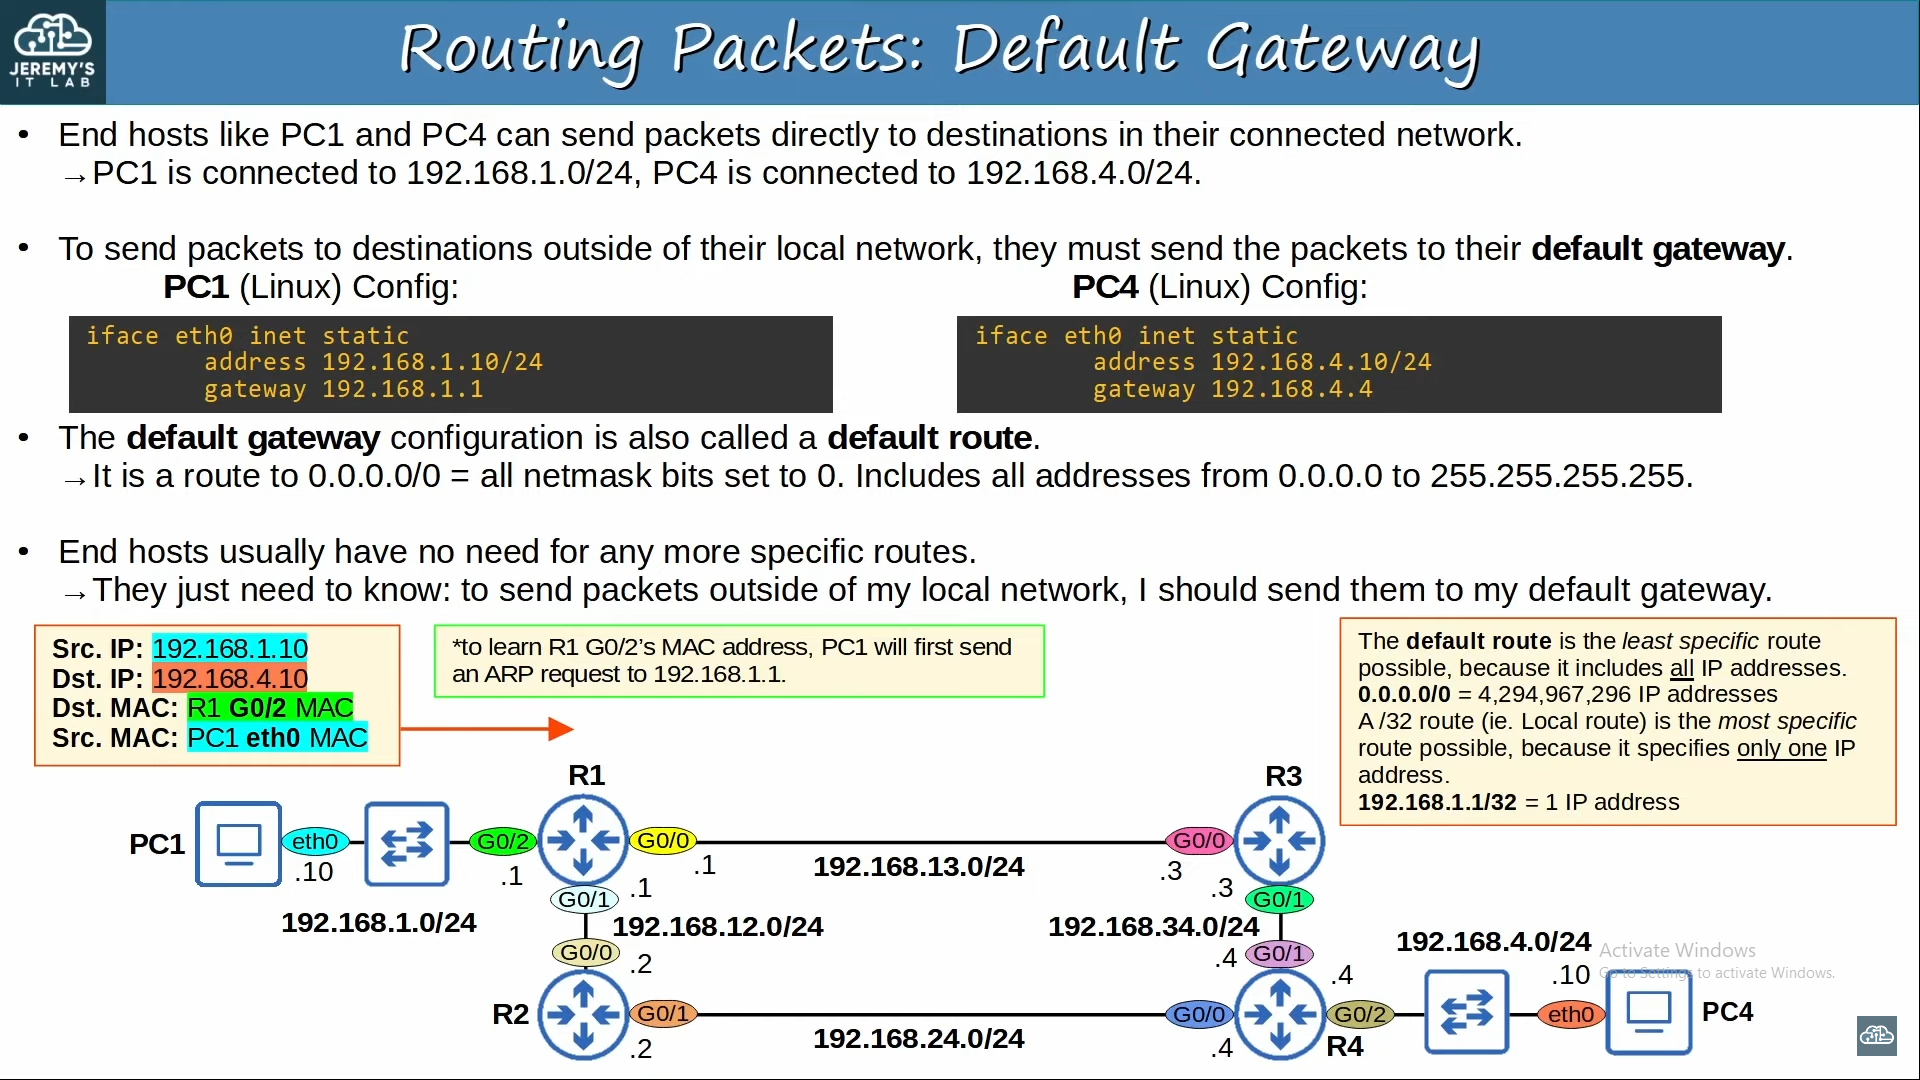 JEREMY'S
IT LAB
Routing Packets: Default Gateway
• End hosts like PC1 and PC4 can send packets directly to destinations in their connected network.
→PC1 is connected to 192.168.1.0/24, PC4 is connected to 192.168.4.0/24.
• To send packets to destinations outside of their local network, they must send the packets to their default gateway.
PC1 (Linux) Config:
iface eth0 inet static
address 192.168.1.10/24
gateway 192.168.1.1
PC4 (Linux) Config:
iface eth0 inet static
address 192.168.4.10/24
gateway 192.168.4.4
• The default gateway configuration is also called a default route.
→It is a route to 0.0.0.0/0 = all netmask bits set to 0. Includes all addresses from 0.0.0.0 to 255.255.255.255.
• End hosts usually have no need for any more specific routes.
→They just need to know: to send packets outside of my local network, I should send them to my default gateway.
Src. IP: 192.168.1.10
Dst. IP: 192.168.4.10
Dst. MAC: R1 G0/2 MAC
Src. MAC: PC1 eth0 MAC
*to learn R1 G0/2's MAC address, PC1 will first send
an ARP request to 192.168.1.1.
The default route is the least specific route
possible, because it includes all IP addresses.
0.0.0.0/0 = 4,294,967,296 IP addresses
A /32 route (ie. Local route) is the most specific
route possible, because it specifies only one IP
address.
192.168.1.1/32 = 1 IP address
R1
R3
PC1
eth0
G0/2
G0/0
G0/0
.10
.1
.1
192.168.13.0/24
.3
G0/1
.1
.3
G0/1
192.168.1.0/24
192.168.12.0/24
192.168.34.0/24
192.168.4.0/24
G0/0
.2
.4
G0/1
.4
.10
Activate Windows
Go to Settings to activate Windows.
R2
G0/1
G0/0
G0/2
eth0
PC4
.2
192.168.24.0/24
.4
R4